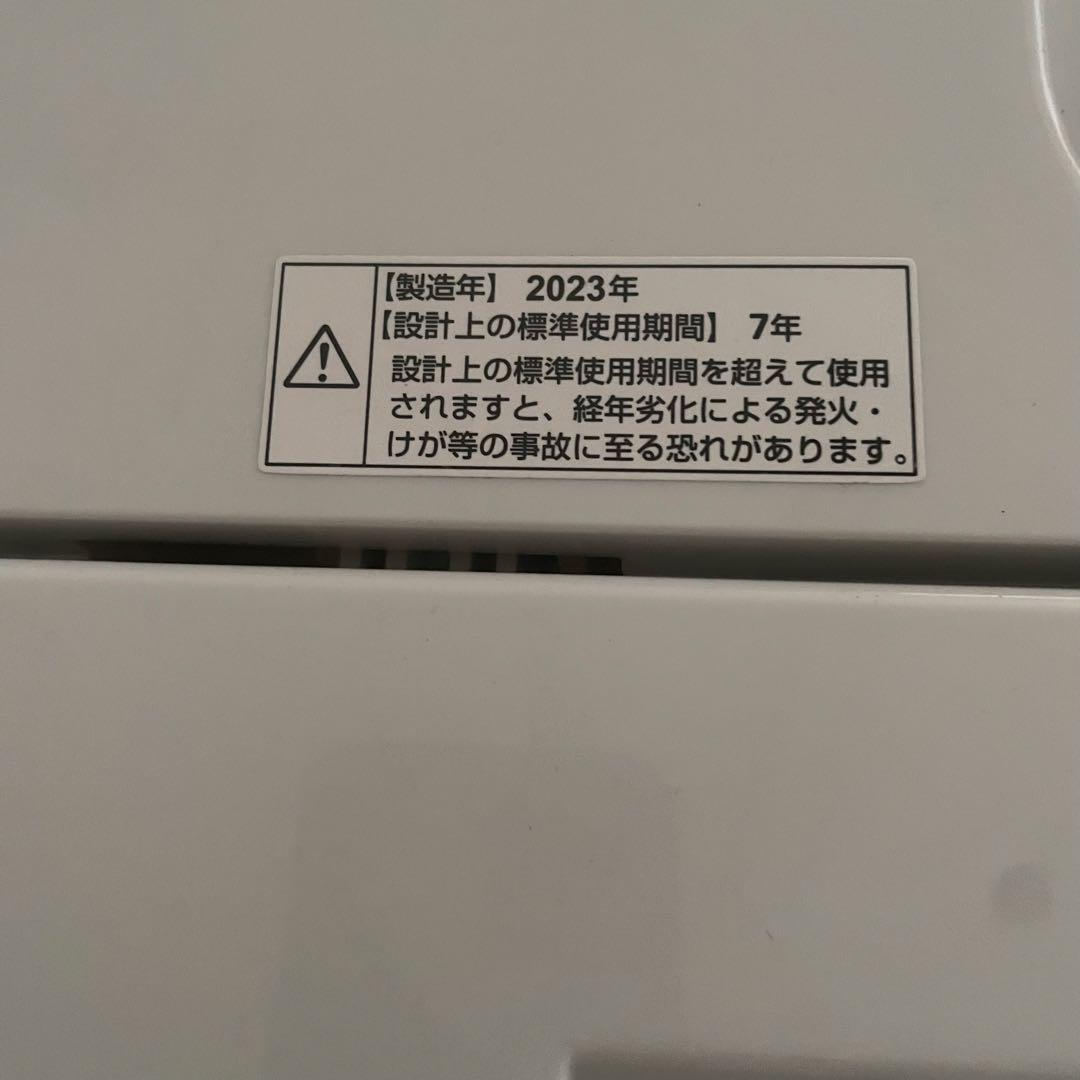 【製造年】 2023年
【設計上の標準使用期間】 7年
設計上の標準使用期間を超えて使用
されますと、経年劣化による発火・
けが等の事故に至る恐れがあります。